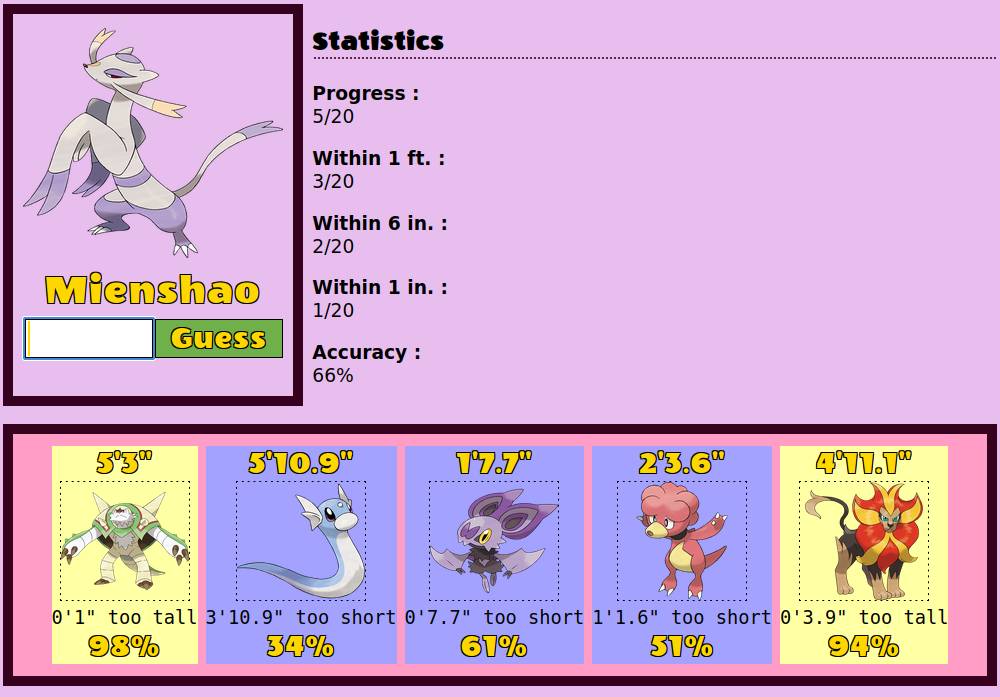 Statistics
Progress :
5/20
Within 1 ft. :
3/20
Within 6 in. :
2/20
Within 1 in. :
1/20
Accuracy :
66%
Mienshao
Guess
5'3"
0'1" too tall
98%
5'10.9"
3'10.9" too short
34%
1'7.7"
0'7.7" too short
61%
2'3.6"
1'1.6" too short
51%
4'11.1"
0'3.9" too tall
94%